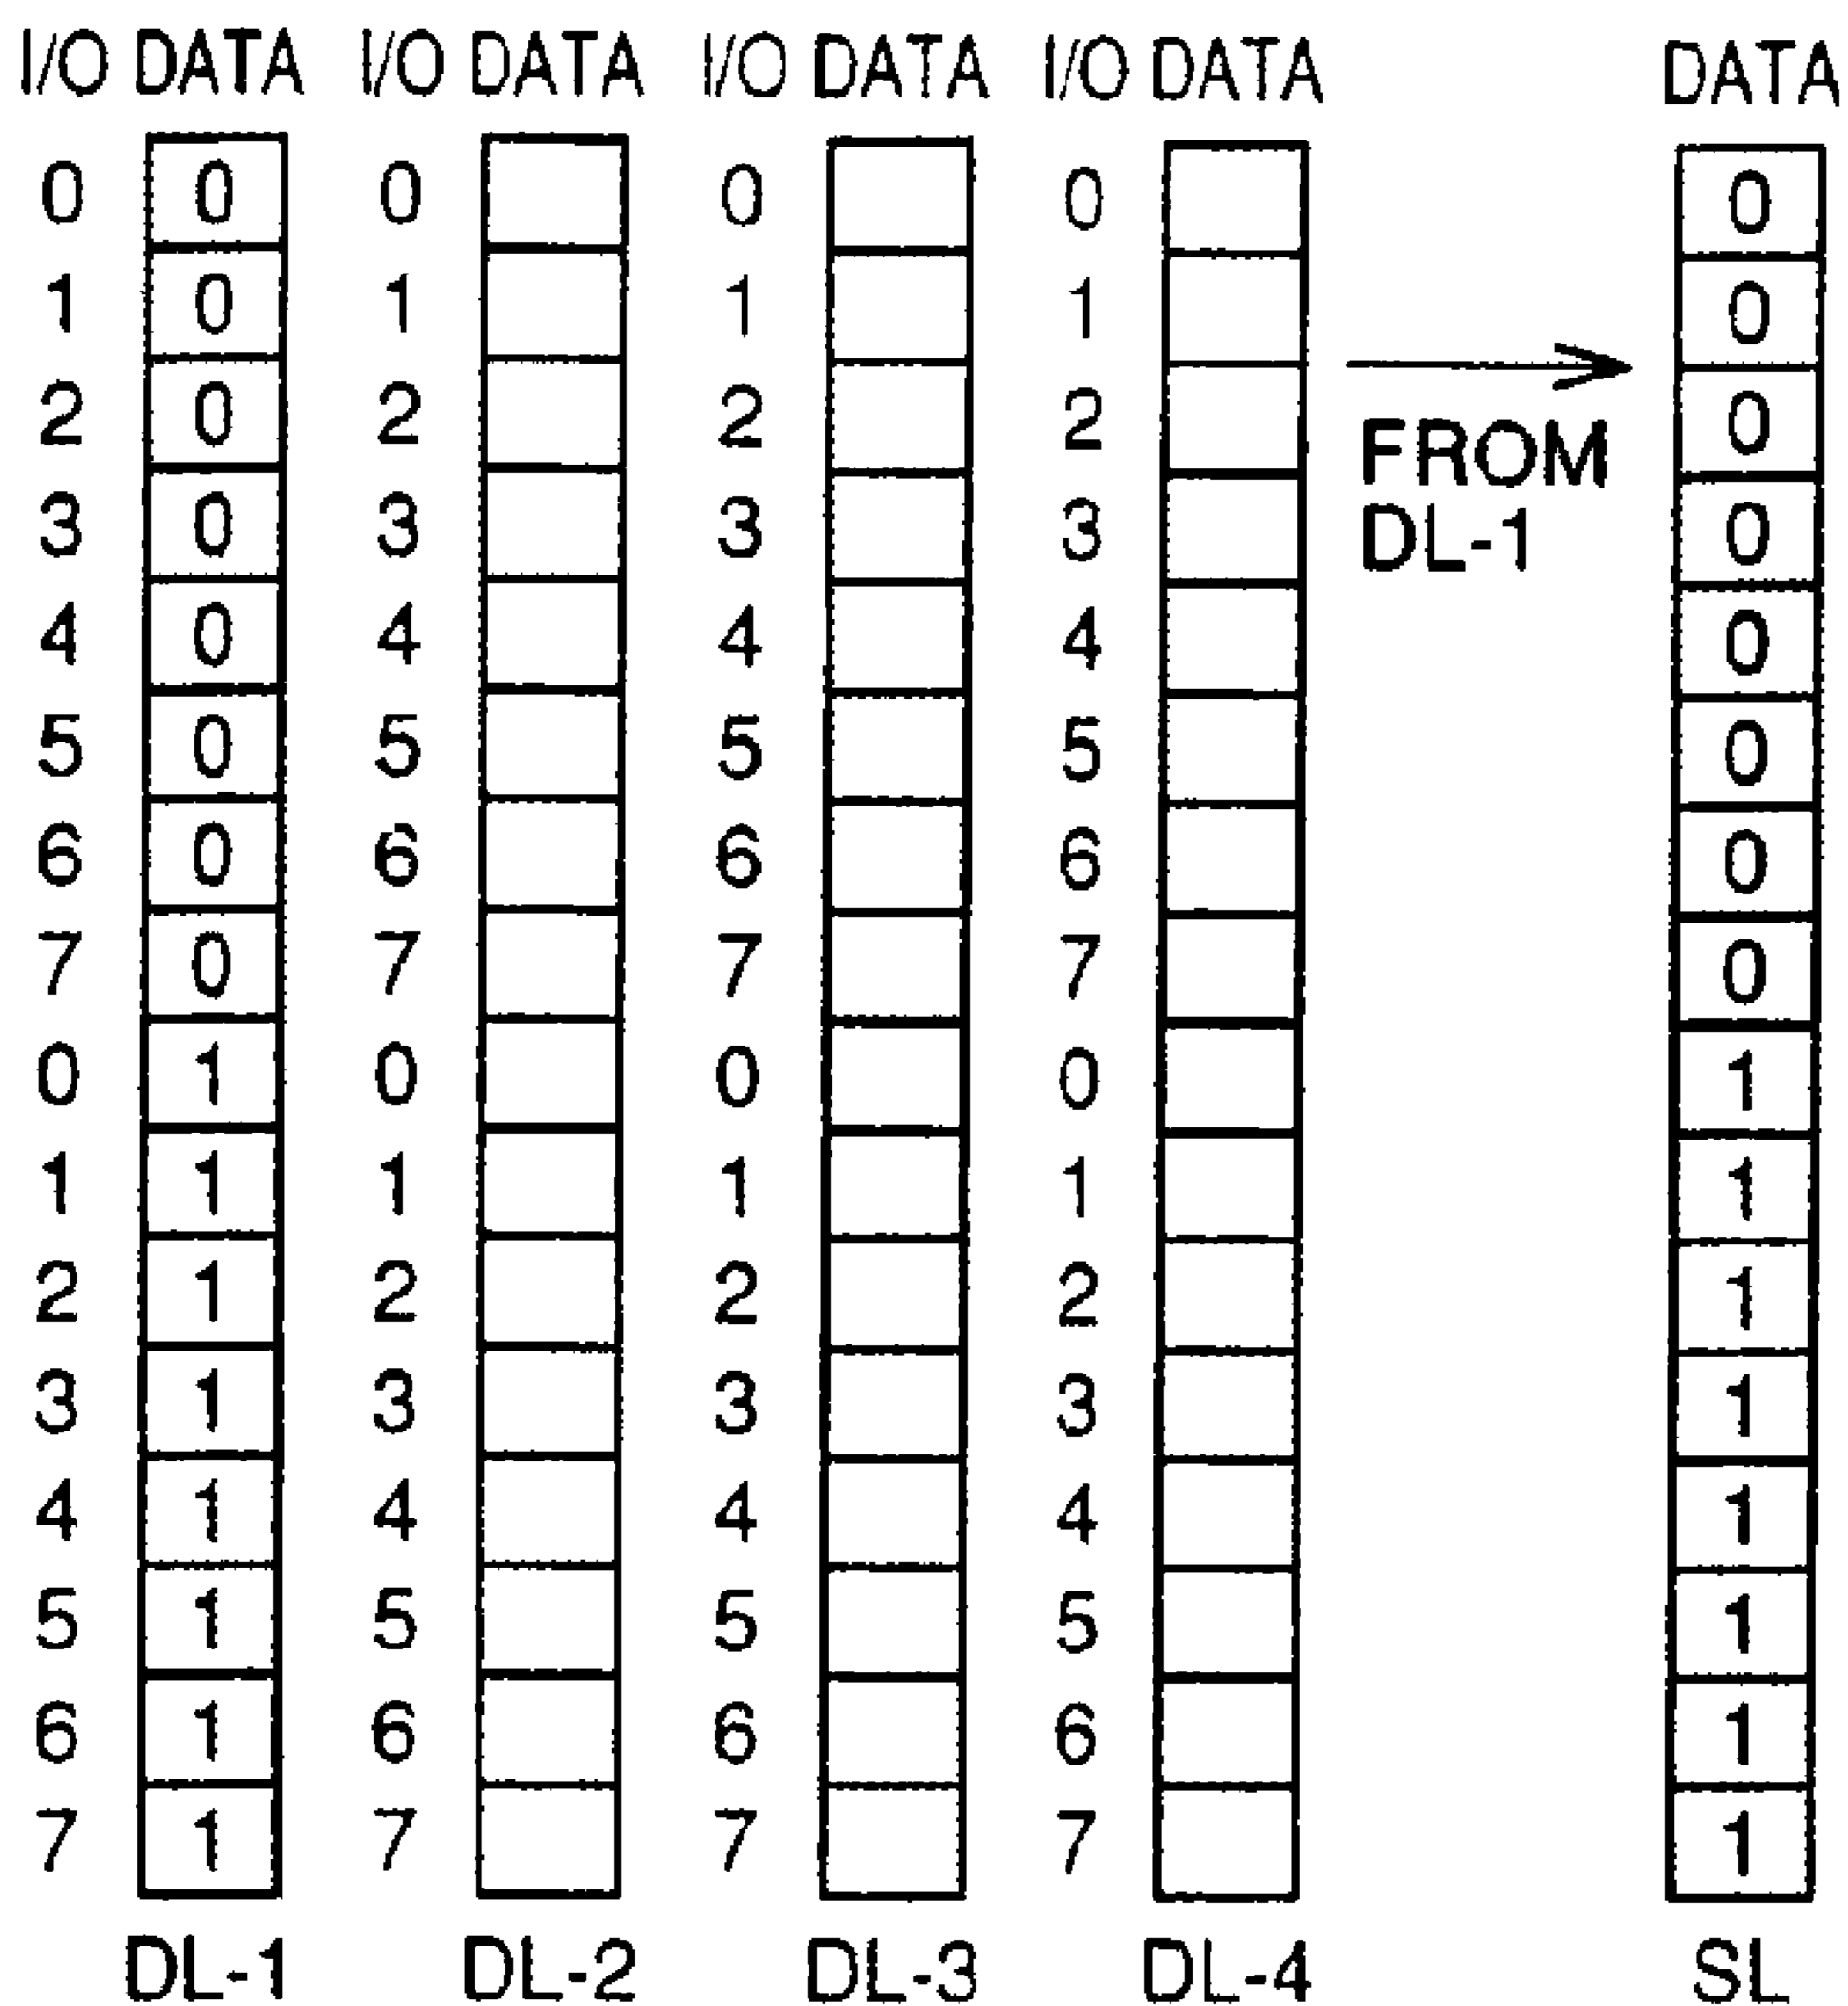 I/O DATA I/O DATA I/O DATA I/O DATA DATA
0 0 0 0 0 0
1 0 1 1 1 0
2 0 2 2 2 0
3 0 3 3 3 0
4 0 4 4 4 0
5 0 5 5 5 0
6 0 6 6 6 0
7 0 7 7 7 0
0 1 0 0 0 1
1 1 1 1 1 1
2 1 2 2 2 1
3 1 3 3 3 1
4 1 4 4 4 1
5 1 5 5 5 1
6 1 6 6 6 1
7 1 7 7 7 1
FROM
DL-1
DL-1 DL-2 DL-3 DL-4 SL